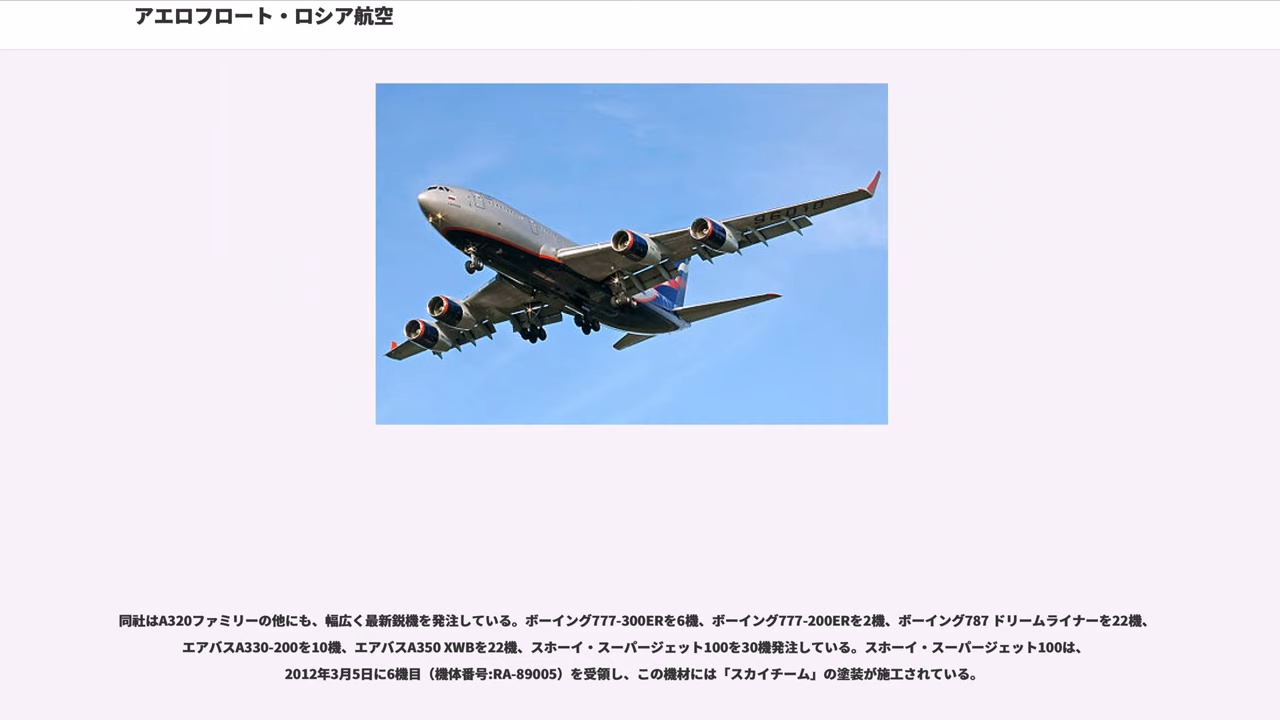 アエロフロート・ロシア航空
96010
同社はA320ファミリーの他にも、幅広く最新鋭機を発注している。ボーイング777-300ERを6機、ボーイング777-200ERを2機、ボーイング787 ドリームライナーを22機、
エアバスA330-200を10機、エアバスA350 XWBを22機、スホーイ・スーパージェット100を30機発注している。スホーイ・スーパージェット100は、
2012年3月5日に6機目（機体番号:RA-89005）を受領し、この機材には「スカイチーム」の塗装が施工されている。